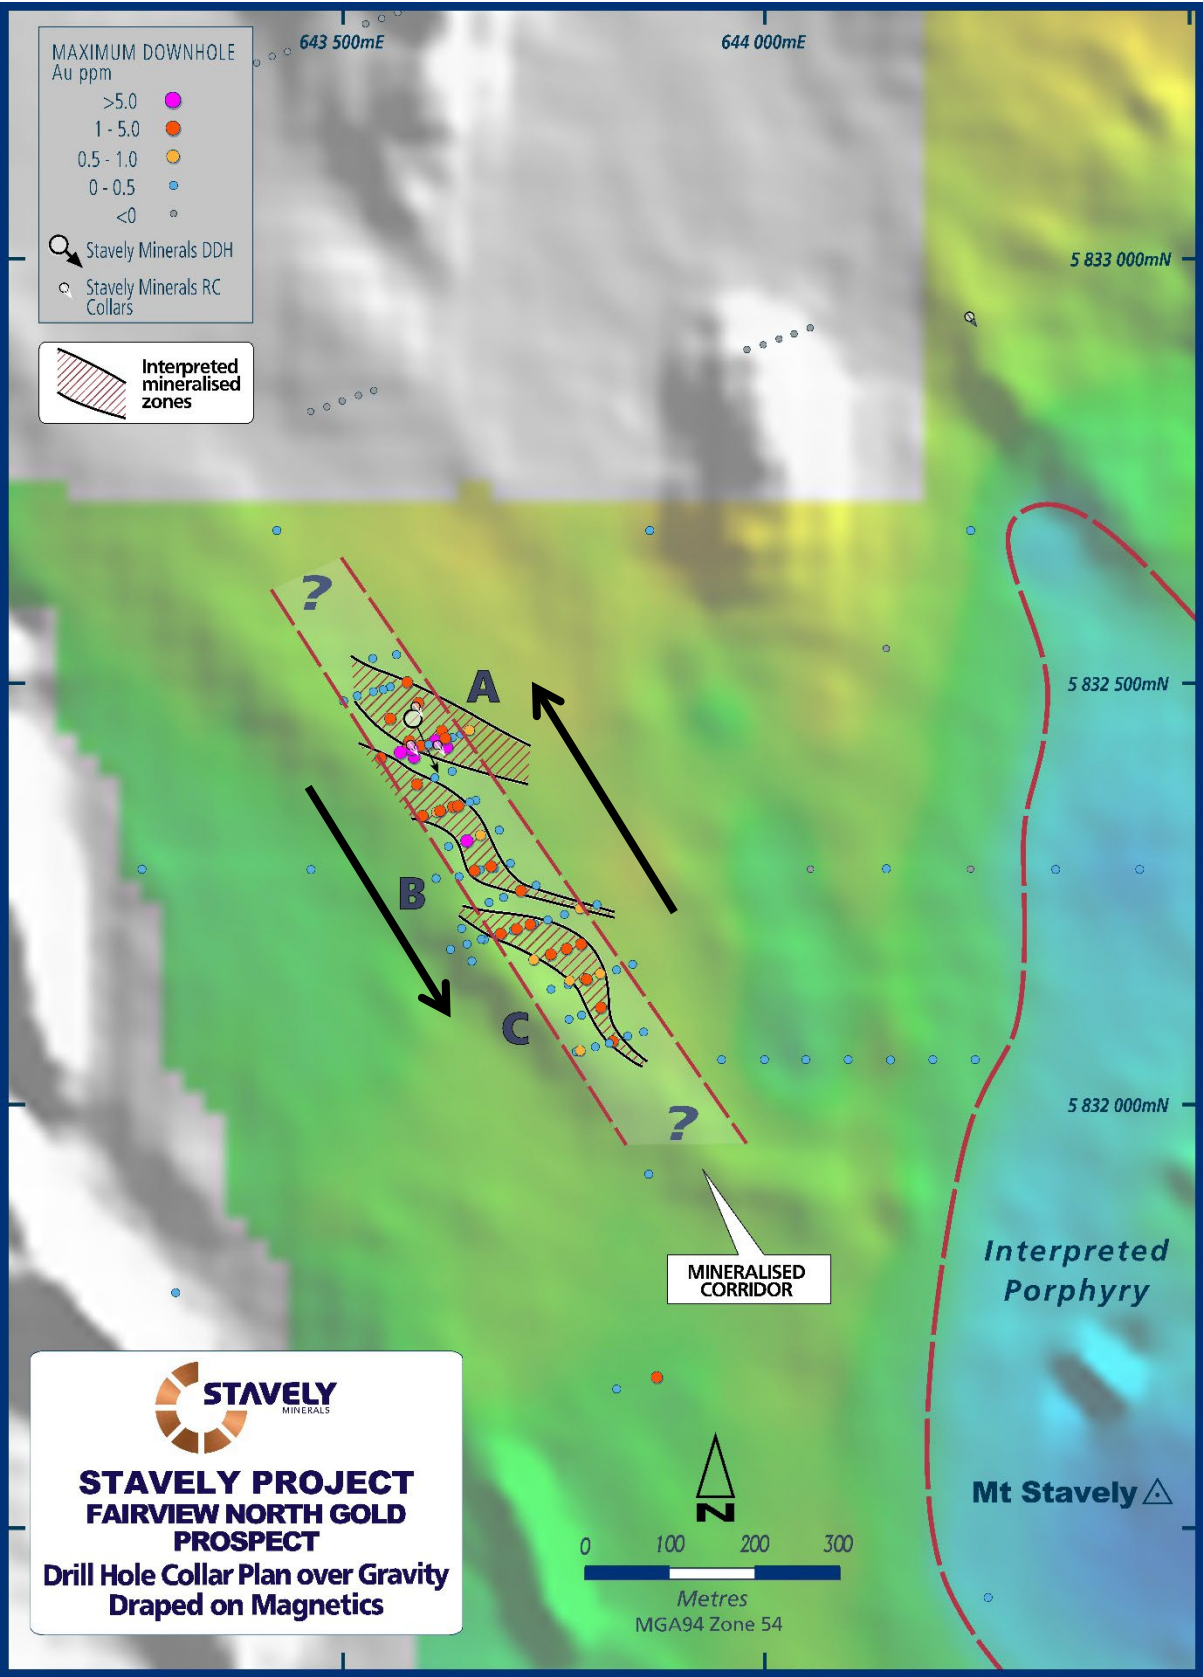 643 500mE
644 000mE
MAXIMUM DOWNHOLE
Au ppm
>5.0
1 - 5.0
0.5 - 1.0
0 - 0.5
<0
Stavely Minerals DDH
Stavely Minerals RC
Collars
5 833 000mN
Interpreted
mineralised
zones
?
A
5 832 500mN
B
C
5 832 000mN
?
MINERALISED
CORRIDOR
Interpreted
Porphyry
STAVELY
MINERALS
STAVELY PROJECT
FAIRVIEW NORTH GOLD
PROSPECT
Drill Hole Collar Plan over Gravity
Draped on Magnetics
N
Mt Stavely
0 100 200 300
Metres
MGA94 Zone 54